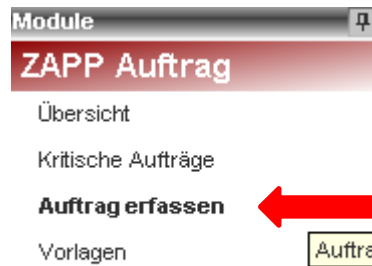 Module
ZAPP Auftrag
Übersicht
Kritische Aufträge
Auftrag erfassen
Vorlagen